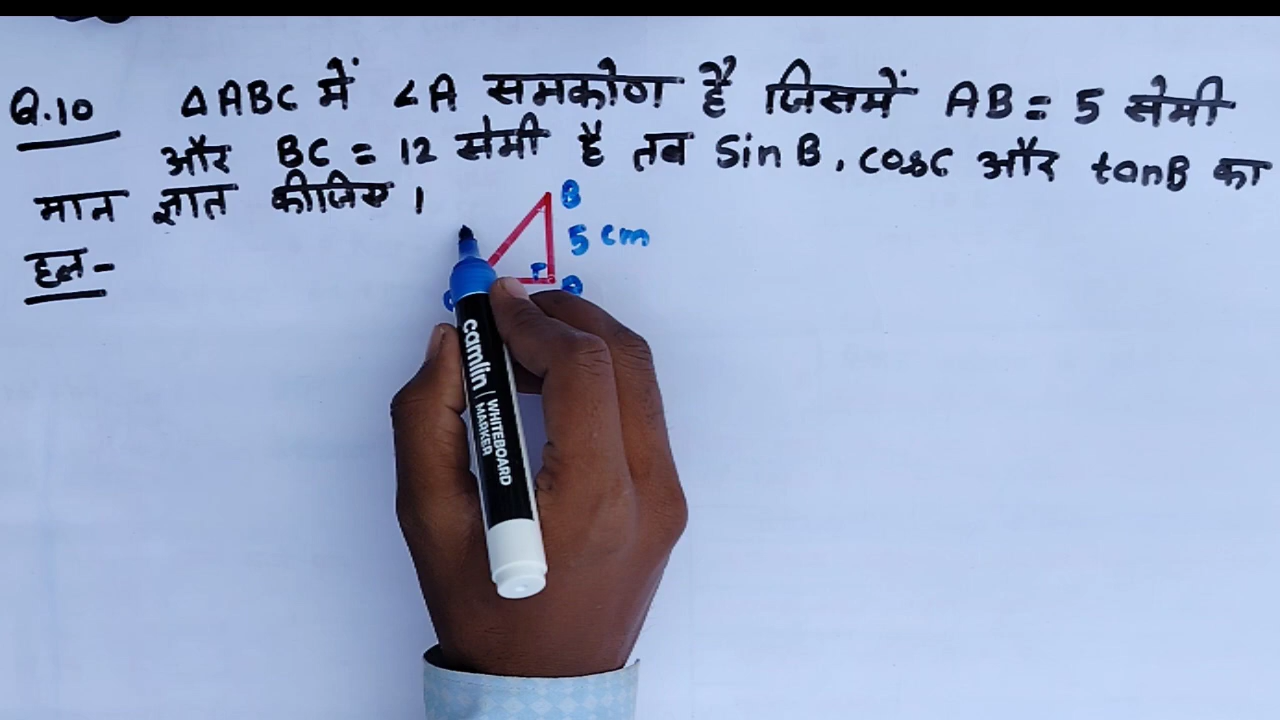 Q.10 ΔABC में ∠A समकोण है जिसमें AB = 5 सेमी
और BC = 12 सेमी है तब Sin B, cosC और tanB का
मान ज्ञात कीजिए ।
B
5 cm
हल-
camlin WHITEBOARD MARKER